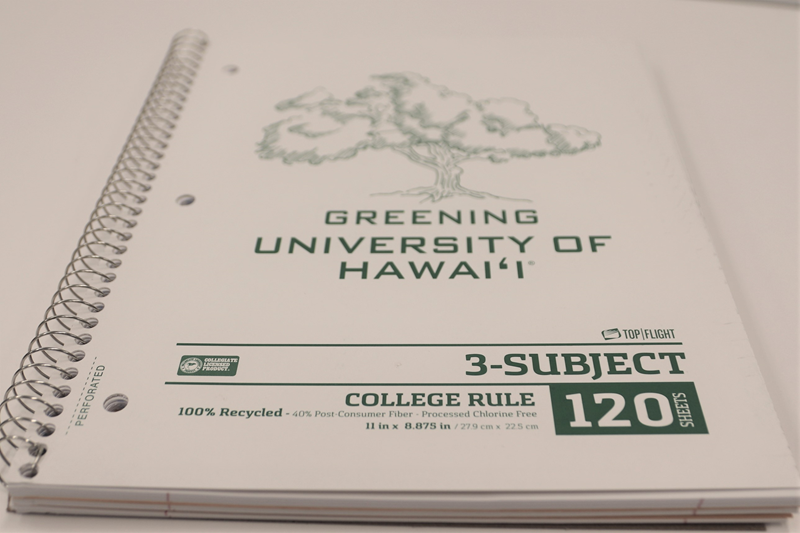 GREENING
UNIVERSITY OF
HAWAIʻI®
TOP|FLIGHT
COLLEGIATE
LICENSED
PRODUCT.
3-SUBJECT
COLLEGE RULE
100% Recycled - 40% Post-Consumer Fiber - Processed Chlorine Free
11 in x 8.875 in / 27.9 cm x 22.5 cm
120
SHEETS
PERFORATED